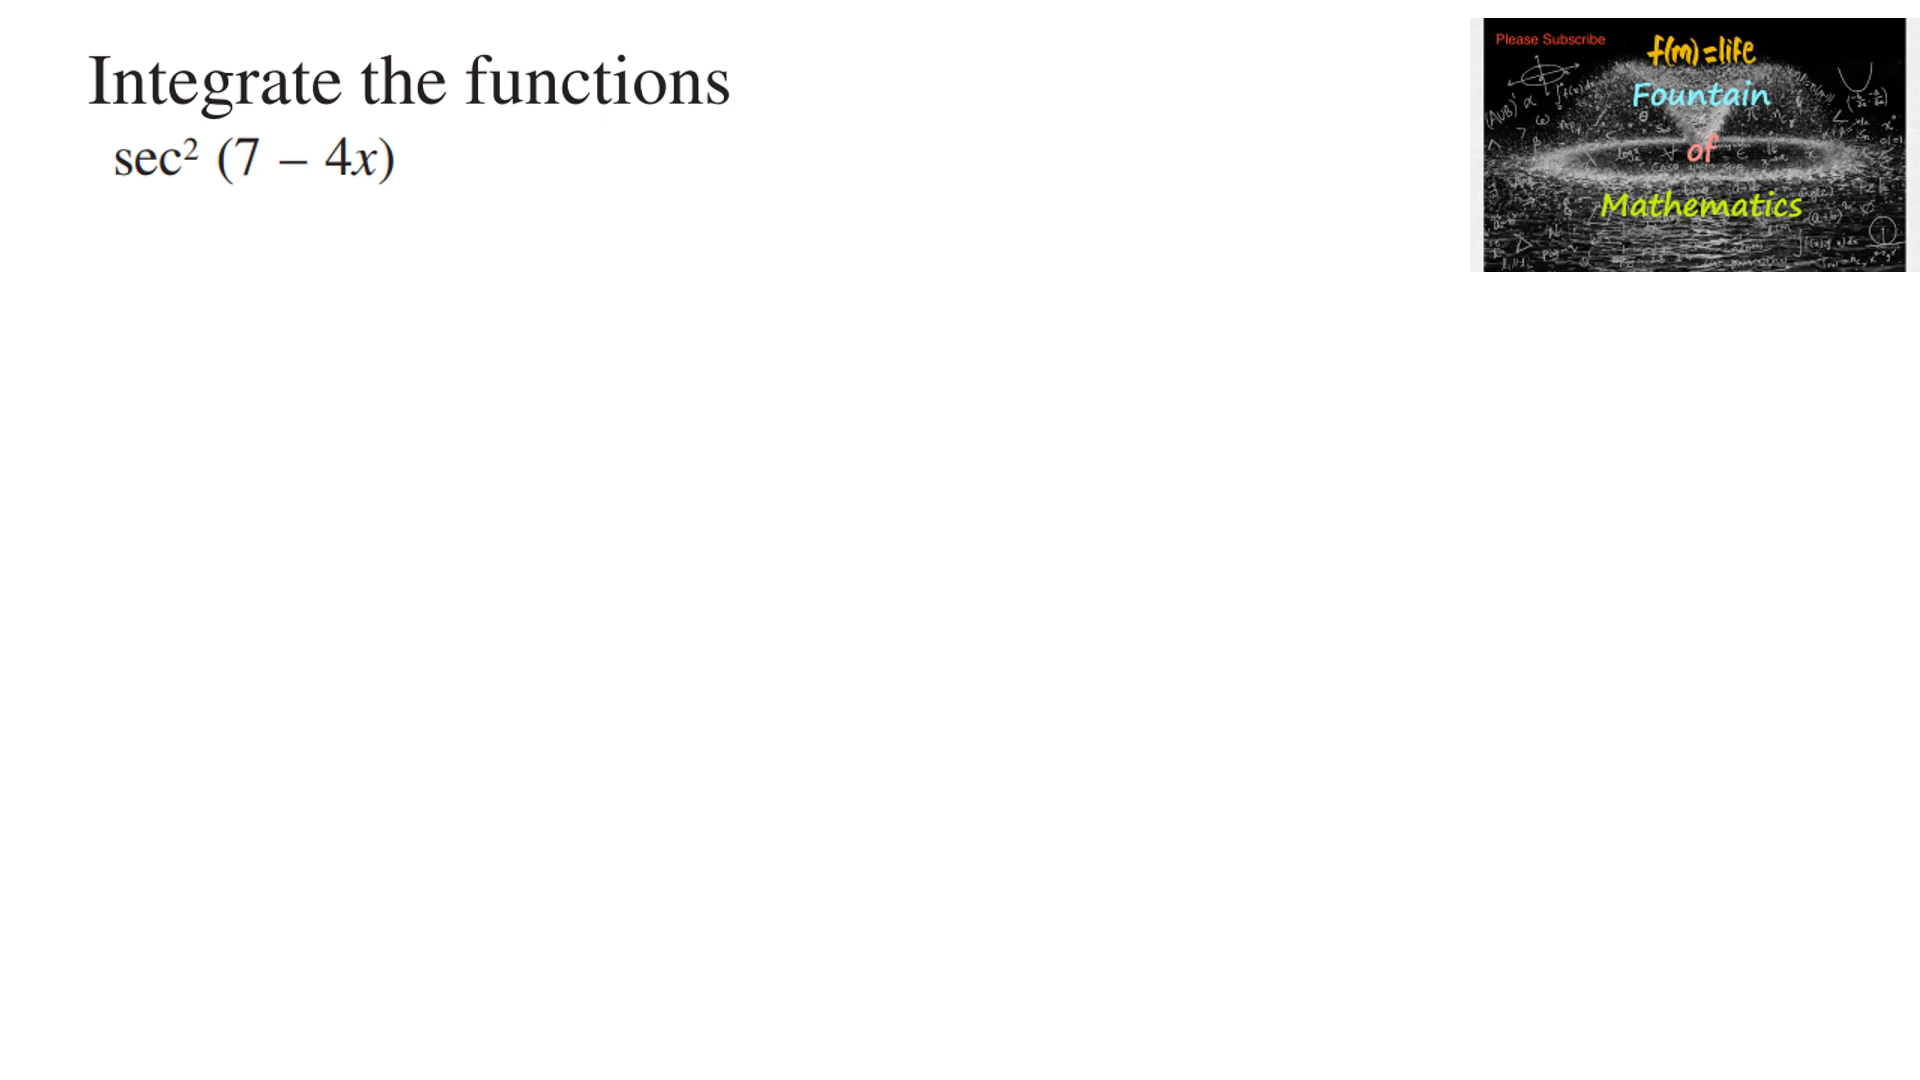 Integrate the functions
sec² (7 – 4x)
Please Subscribe
f(m)=life
Fountain
of
Mathematics